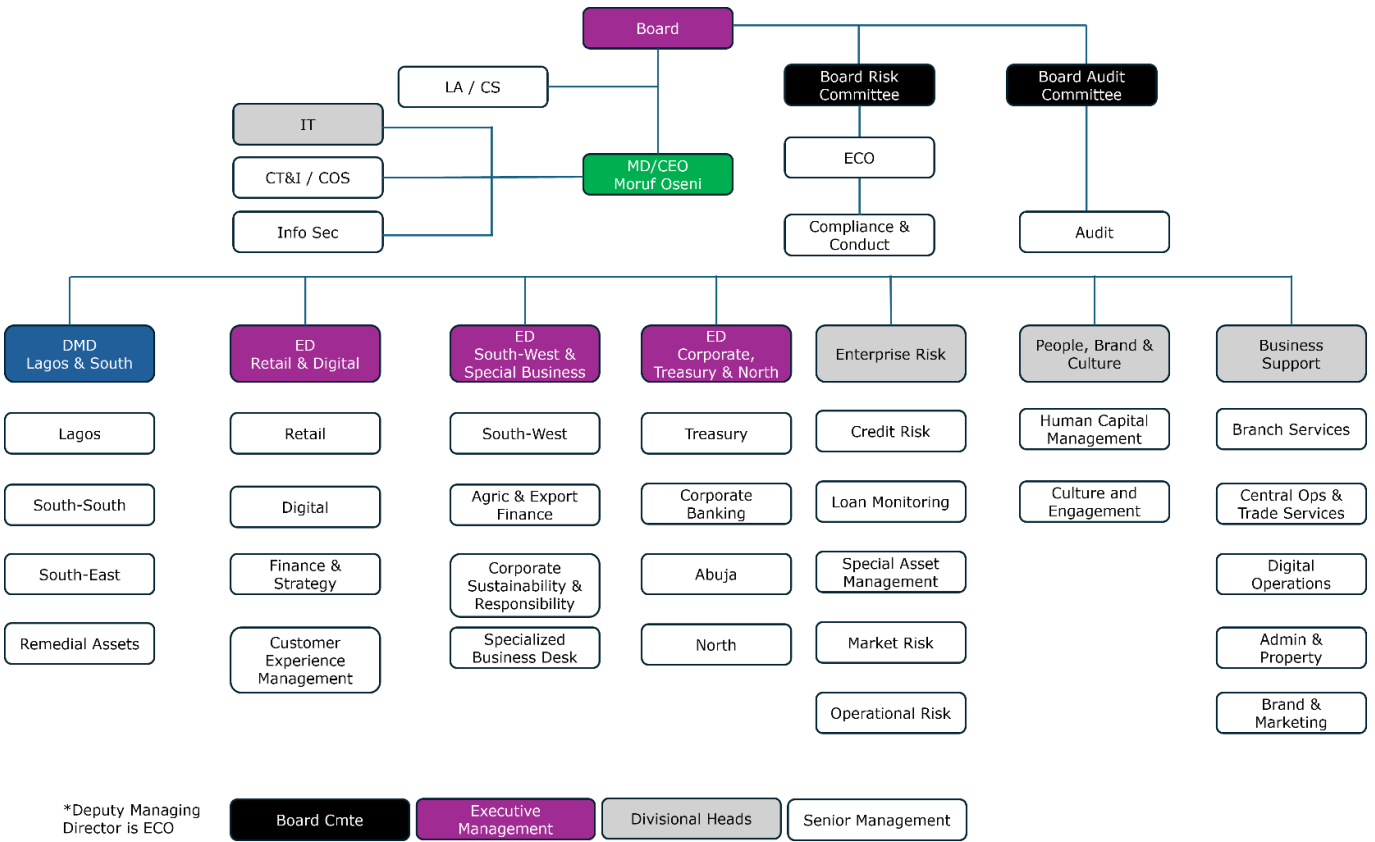 Board
LA / CS
Board Risk
Committee
Board Audit
Committee
IT
CT&I / COS
Info Sec
MD/CEO
Moruf Oseni
ECO
Compliance &
Conduct
Audit
DMD
Lagos & South
Lagos
South-South
South-East
Remedial Assets
ED
Retail & Digital
Retail
Digital
Finance &
Strategy
Customer
Experience
Management
ED
South-West &
Special Business
South-West
Agric & Export
Finance
Corporate
Sustainability &
Responsibility
Specialized
Business Desk
ED
Corporate,
Treasury & North
Treasury
Corporate
Banking
Abuja
North
Enterprise Risk
Credit Risk
Loan Monitoring
Special Asset
Management
Market Risk
Operational Risk
People, Brand &
Culture
Human Capital
Management
Culture and
Engagement
Business
Support
Branch Services
Central Ops &
Trade Services
Digital
Operations
Admin &
Property
Brand &
Marketing
*Deputy Managing
Director is ECO
Board Cmte
Executive
Management
Divisional Heads
Senior Management